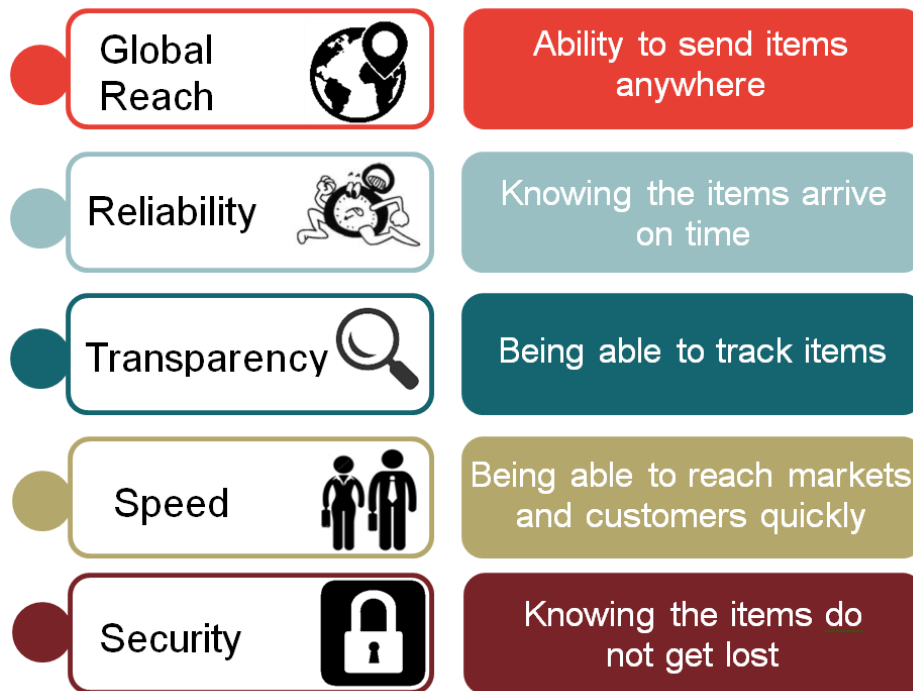 Global
Reach
Ability to send items
anywhere
Reliability
Knowing the items arrive
on time
Transparency
Being able to track items
Speed
Being able to reach markets
and customers quickly
Security
Knowing the items do
not get lost